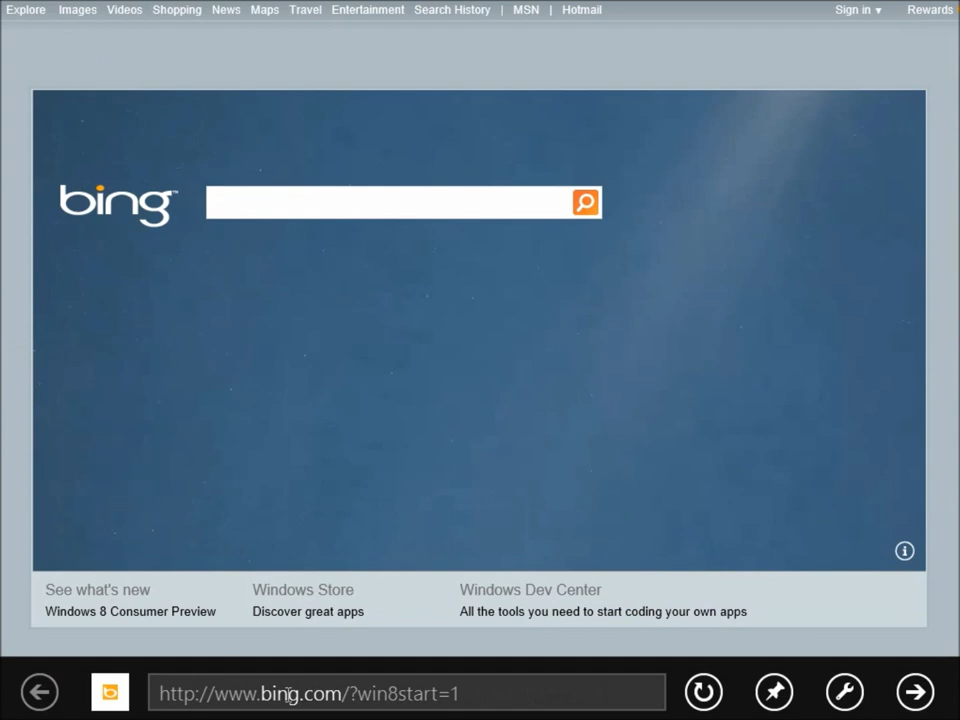 Explore Images Videos Shopping News Maps Travel Entertainment Search History | MSN | Hotmail Sign in ▼ Rewards
bing™
See what's new Windows Store Windows Dev Center
Windows 8 Consumer Preview Discover great apps All the tools you need to start coding your own apps
http://www.bing.com/?win8start=1